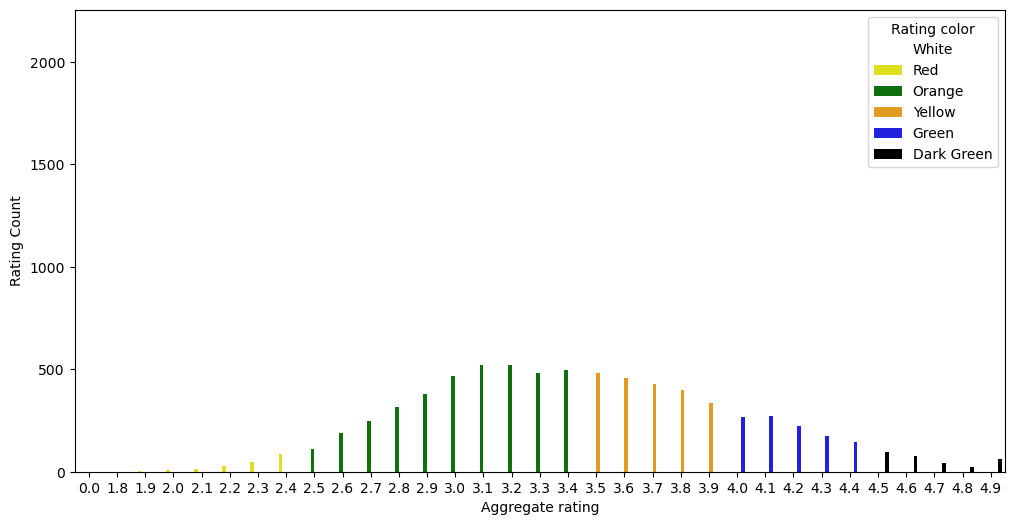 Rating color
White
Red
Orange
Yellow
Green
Dark Green
Rating Count
2000
1500
1000
500
0
0.0 1.8 1.9 2.0 2.1 2.2 2.3 2.4 2.5 2.6 2.7 2.8 2.9 3.0 3.1 3.2 3.3 3.4 3.5 3.6 3.7 3.8 3.9 4.0 4.1 4.2 4.3 4.4 4.5 4.6 4.7 4.8 4.9
Aggregate rating